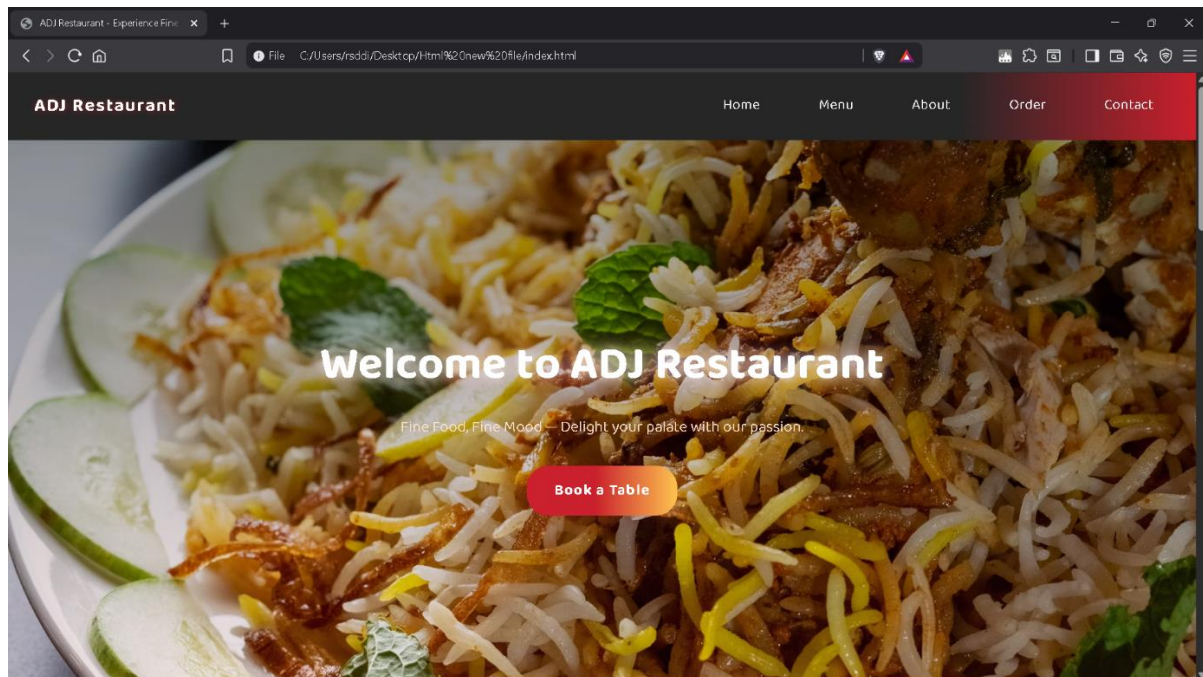 ADJ Restaurant - Experience Fine
File C:/Users/rsddi/Desktop/Html%20new%20file/index.html
ADJ Restaurant Home Menu About Order Contact
Welcome to ADJ Restaurant
Fine Food, Fine Mood — Delight your palate with our passion.
Book a Table